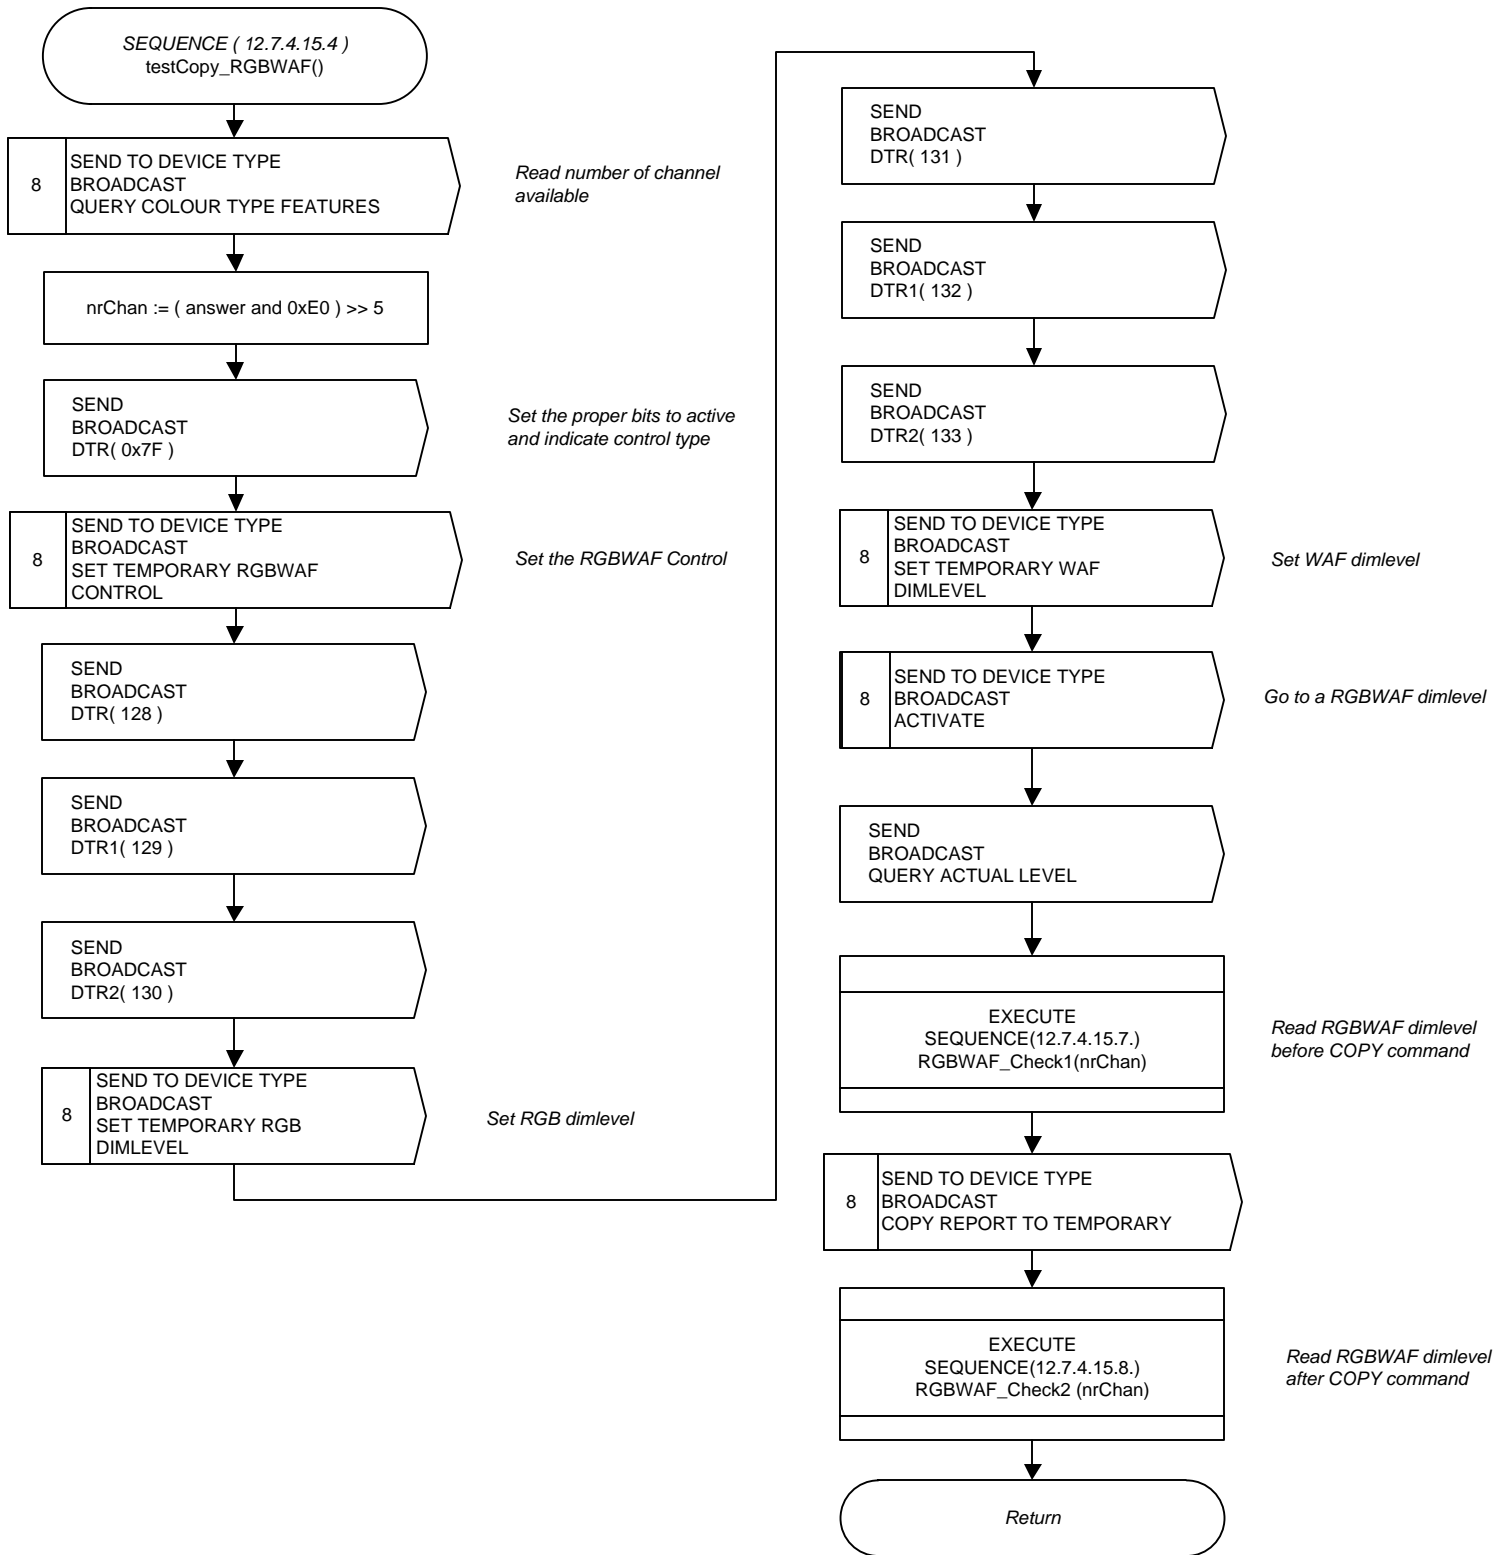 SEQUENCE ( 12.7.4.15.4 )
testCopy_RGBWAF()
8
SEND TO DEVICE TYPE
BROADCAST
QUERY COLOUR TYPE FEATURES
Read number of channel
available
nrChan := ( answer and 0xE0 ) >> 5
SEND
BROADCAST
DTR( 0x7F )
Set the proper bits to active
and indicate control type
8
SEND TO DEVICE TYPE
BROADCAST
SET TEMPORARY RGBWAF
CONTROL
Set the RGBWAF Control
SEND
BROADCAST
DTR( 128 )
SEND
BROADCAST
DTR1( 129 )
SEND
BROADCAST
DTR2( 130 )
8
SEND TO DEVICE TYPE
BROADCAST
SET TEMPORARY RGB
DIMLEVEL
Set RGB dimlevel
SEND
BROADCAST
DTR( 131 )
SEND
BROADCAST
DTR1( 132 )
SEND
BROADCAST
DTR2( 133 )
8
SEND TO DEVICE TYPE
BROADCAST
SET TEMPORARY WAF
DIMLEVEL
Set WAF dimlevel
8
SEND TO DEVICE TYPE
BROADCAST
ACTIVATE
Go to a RGBWAF dimlevel
SEND
BROADCAST
QUERY ACTUAL LEVEL
EXECUTE
SEQUENCE(12.7.4.15.7.)
RGBWAF_Check1(nrChan)
Read RGBWAF dimlevel
before COPY command
8
SEND TO DEVICE TYPE
BROADCAST
COPY REPORT TO TEMPORARY
EXECUTE
SEQUENCE(12.7.4.15.8.)
RGBWAF_Check2 (nrChan)
Read RGBWAF dimlevel
after COPY command
Return